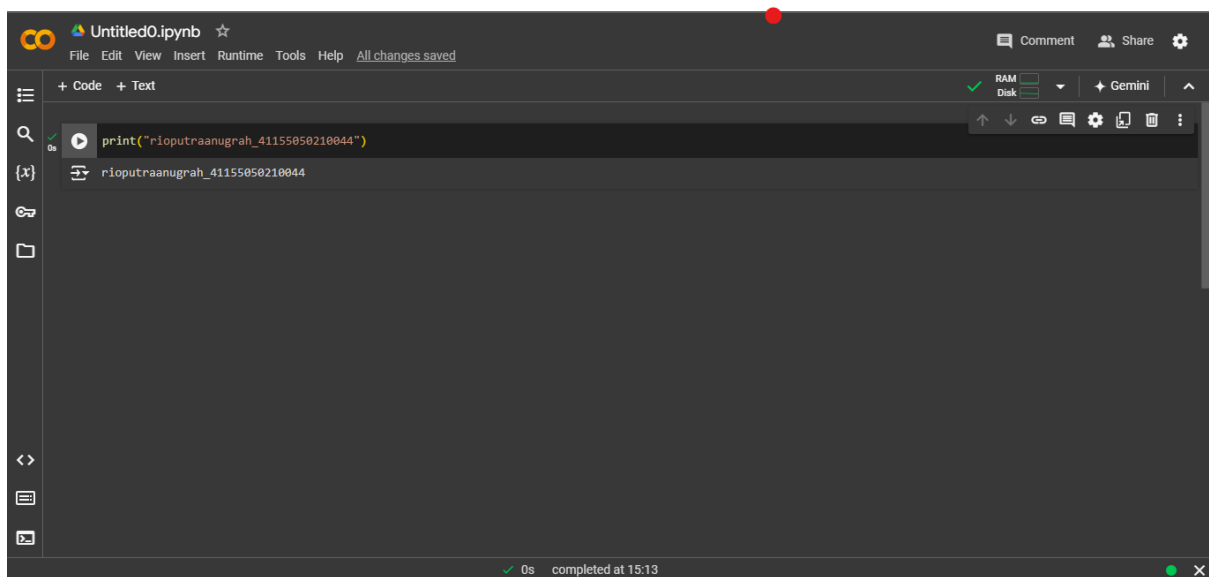 Untitled0.ipynb
Comment
Share
File Edit View Insert Runtime Tools Help All changes saved
+ Code + Text
RAM
Disk
Gemini
0s
print("rioputraanugrah_41155050210044")
{x}
rioputraanugrah_41155050210044
0s completed at 15:13